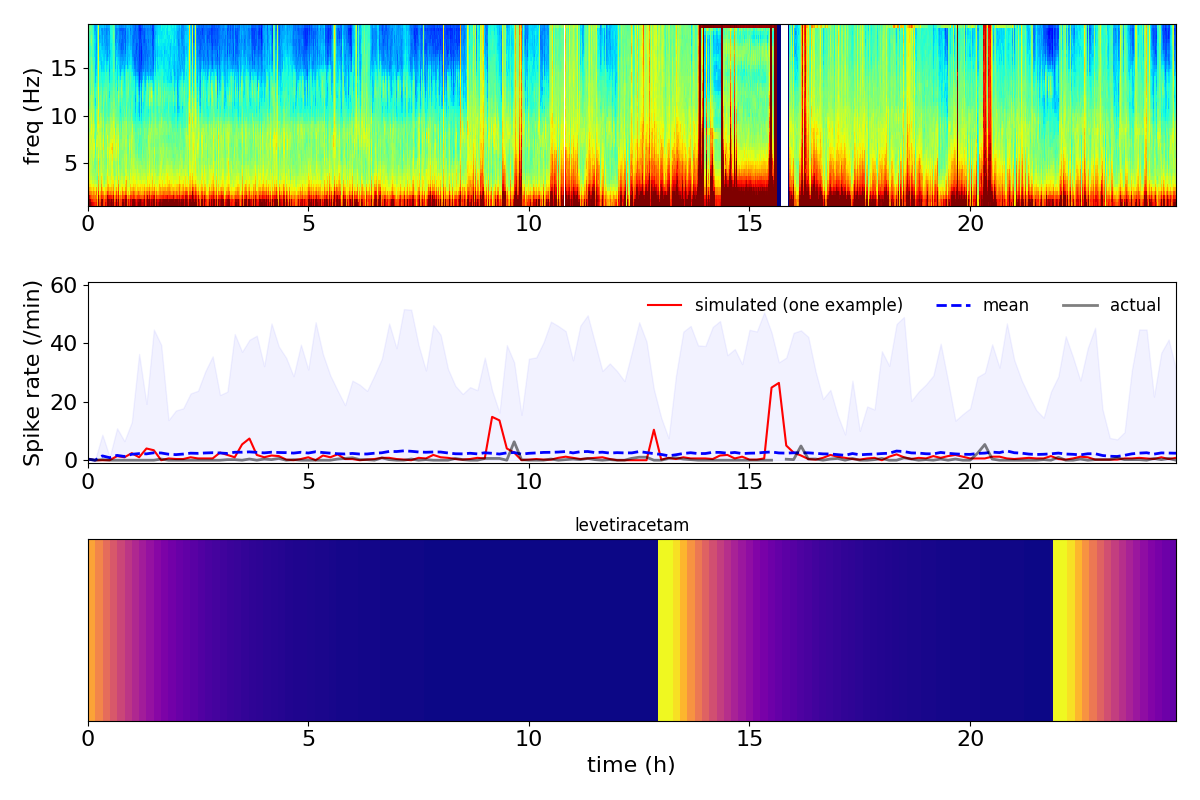 freq (Hz)
15
10
5
0 5 10 15 20
Spike rate (/min)
60
40
20
0
simulated (one example) mean actual
0 5 10 15 20
levetiracetam
0 5 10 15 20
time (h)